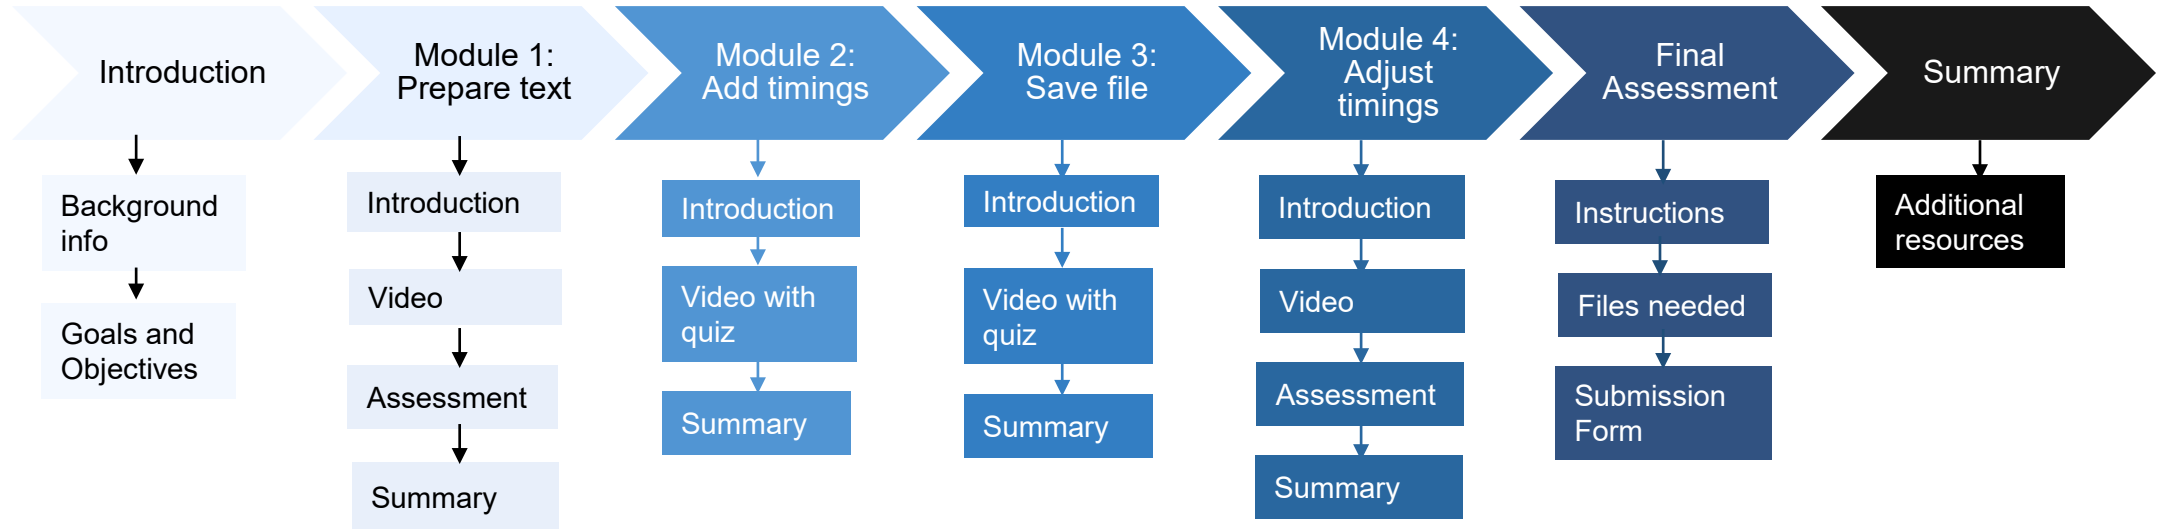 Introduction
Module 1:
Prepare text
Module 2:
Add timings
Module 3:
Save file
Module 4:
Adjust
timings
Final
Assessment
Summary
Background
info
Goals and
Objectives
Introduction
Video
Assessment
Summary
Introduction
Video with
quiz
Summary
Introduction
Video with
quiz
Summary
Introduction
Video
Assessment
Summary
Instructions
Files needed
Submission
Form
Additional
resources